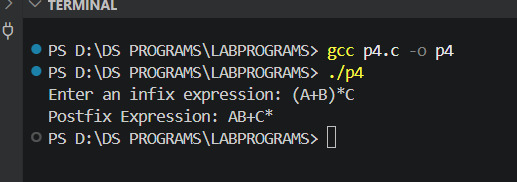 TERMINAL
PS D:\DS PROGRAMS\LABPROGRAMS> gcc p4.c -o p4
PS D:\DS PROGRAMS\LABPROGRAMS> ./p4
Enter an infix expression: (A+B)*C
Postfix Expression: AB+C*
PS D:\DS PROGRAMS\LABPROGRAMS>